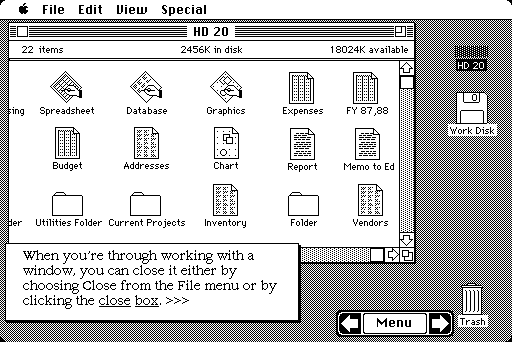 File Edit View Special
HD 20
22 items 2456K in disk 18024K available
sing Spreadsheet Database Graphics Expenses FY 87,88
HD 20
Work Disk
Budget Addresses Chart Report Memo to Ed
der Utilities Folder Current Projects Inventory Folder Vendors
When you're through working with a
window, you can close it either by
choosing Close from the File menu or by
clicking the close box. >>>
Menu
Trash